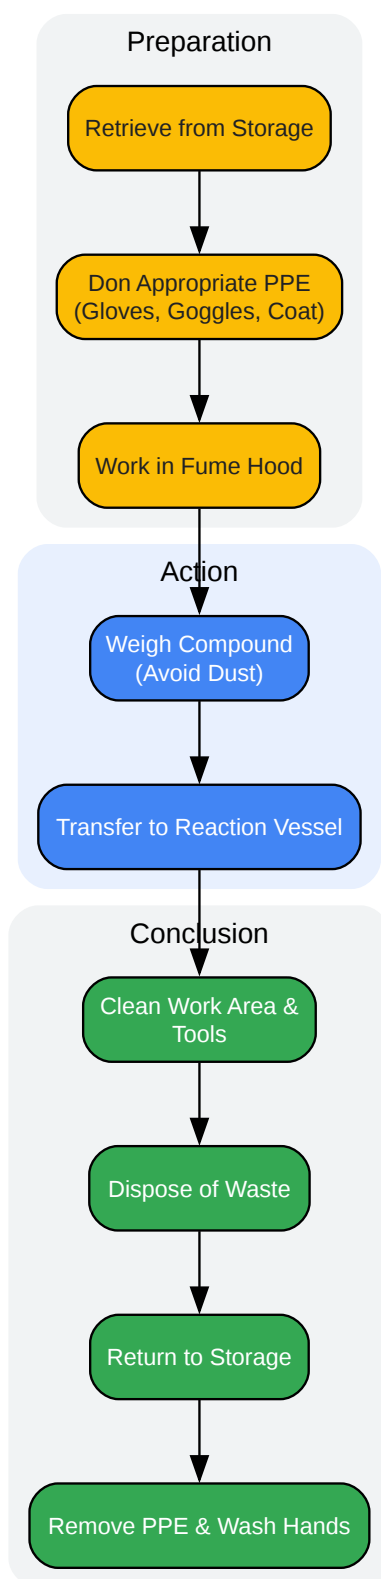 Preparation
Retrieve from Storage
Don Appropriate PPE
(Gloves, Goggles, Coat)
Work in Fume Hood
Action
Weigh Compound
(Avoid Dust)
Transfer to Reaction Vessel
Conclusion
Clean Work Area &
Tools
Dispose of Waste
Return to Storage
Remove PPE & Wash Hands